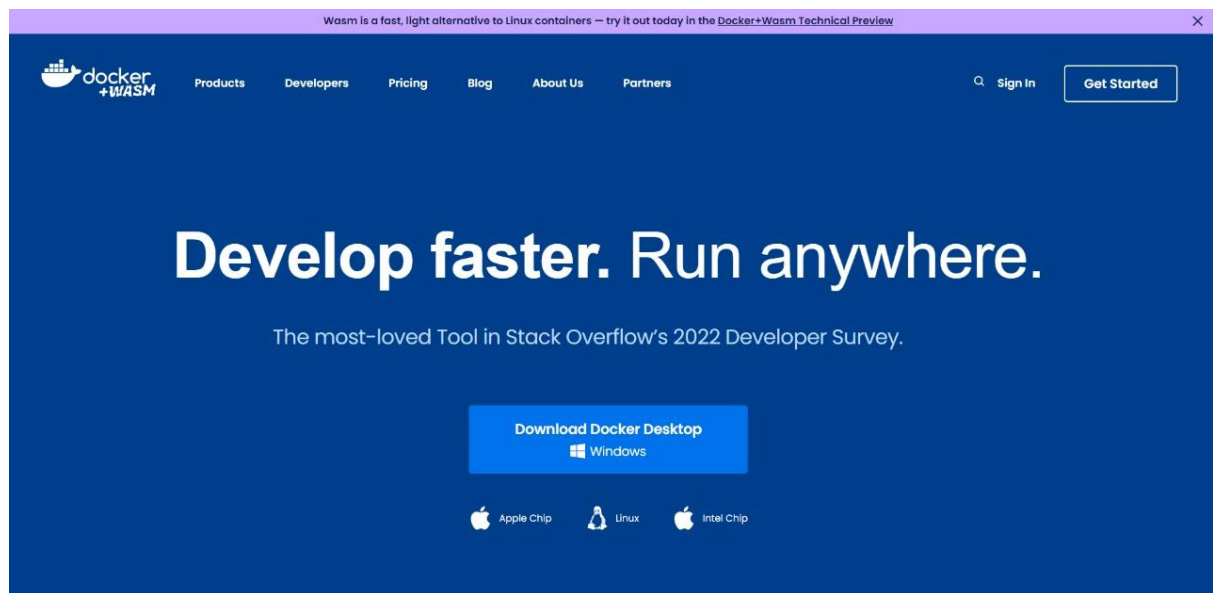 Wasm is a fast, light alternative to Linux containers — try it out today in the Docker+Wasm Technical Preview
docker
+WASM
Products Developers Pricing Blog About Us Partners Sign In Get Started
Develop faster. Run anywhere.
The most-loved Tool in Stack Overflow's 2022 Developer Survey.
Download Docker Desktop
Windows
Apple Chip Linux Intel Chip